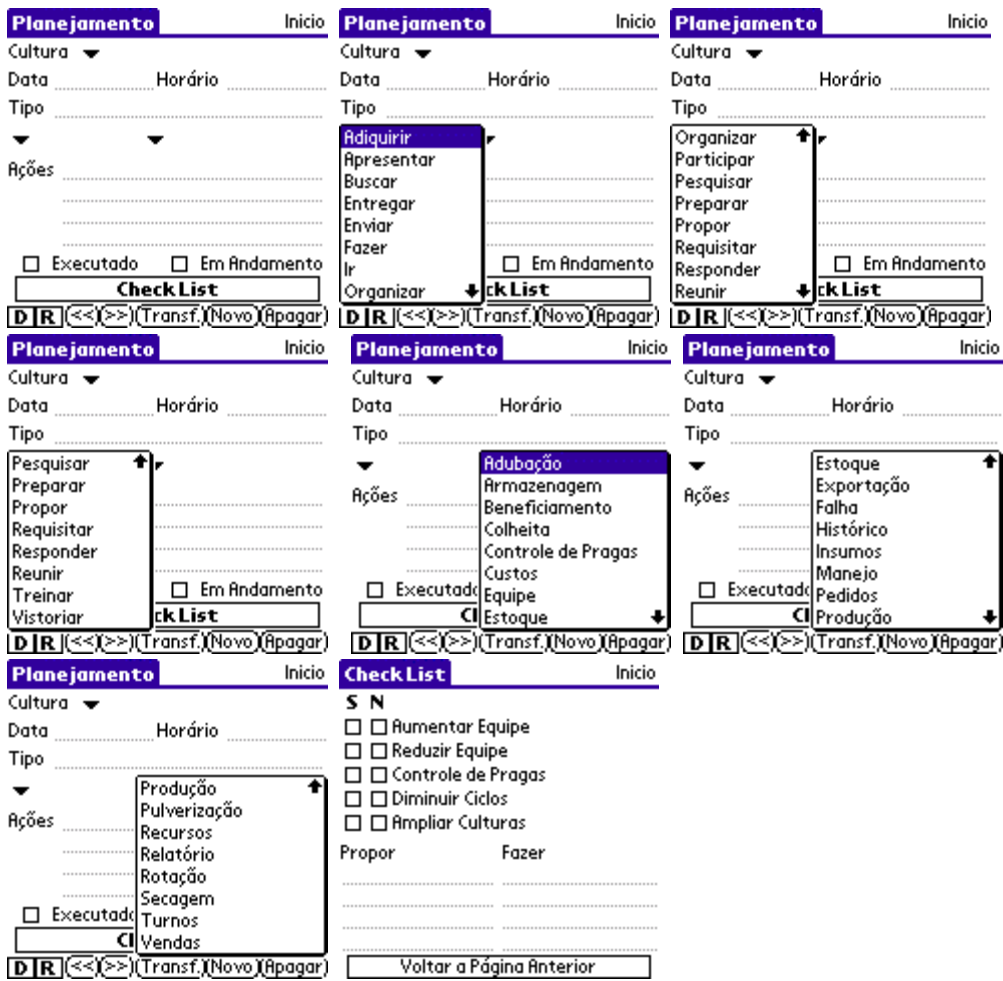 Planejamento Inicio
Cultura
Data Horário
Tipo
Ações
Executado Em Andamento
Check List
D R << >> Transf. Novo Apagar
Planejamento Inicio
Cultura
Data Horário
Tipo
Adiquirir
Apresentar
Buscar
Entregar
Enviar
Fazer
Em Andamento
Ir
Organizar ck List
D R << >> Transf. Novo Apagar
Planejamento Inicio
Cultura
Data Horário
Tipo
Organizar
Participar
Pesquisar
Preparar
Propor
Requisitar
Responder Em Andamento
Reunir ck List
D R << >> Transf. Novo Apagar
Planejamento Inicio
Cultura
Data Horário
Tipo
Pesquisar
Preparar
Propor
Requisitar
Responder
Reunir
Treinar Em Andamento
Vistoriar ck List
D R << >> Transf. Novo Apagar
Planejamento Inicio
Cultura
Data Horário
Tipo
Adubação
Armazenagem
Ações Beneficiamento
Colheita
Controle de Pragas
Custos
Executado Equipe
Estoque
D R << >> Transf. Novo Apagar
Planejamento Inicio
Cultura
Data Horário
Tipo
Estoque
Exportação
Ações Falha
Histórico
Insumos
Manejo
Executado Pedidos
Produção
D R << >> Transf. Novo Apagar
Planejamento Inicio
Cultura
Data Horário
Tipo
Produção
Pulverização
Ações Recursos
Relatório
Rotação
Secagem
Executado Turnos
Vendas
D R << >> Transf. Novo Apagar
Check List Inicio
S N
Aumentar Equipe
Reduzir Equipe
Controle de Pragas
Diminuir Ciclos
Ampliar Culturas
Propor Fazer
Voltar a Página Anterior